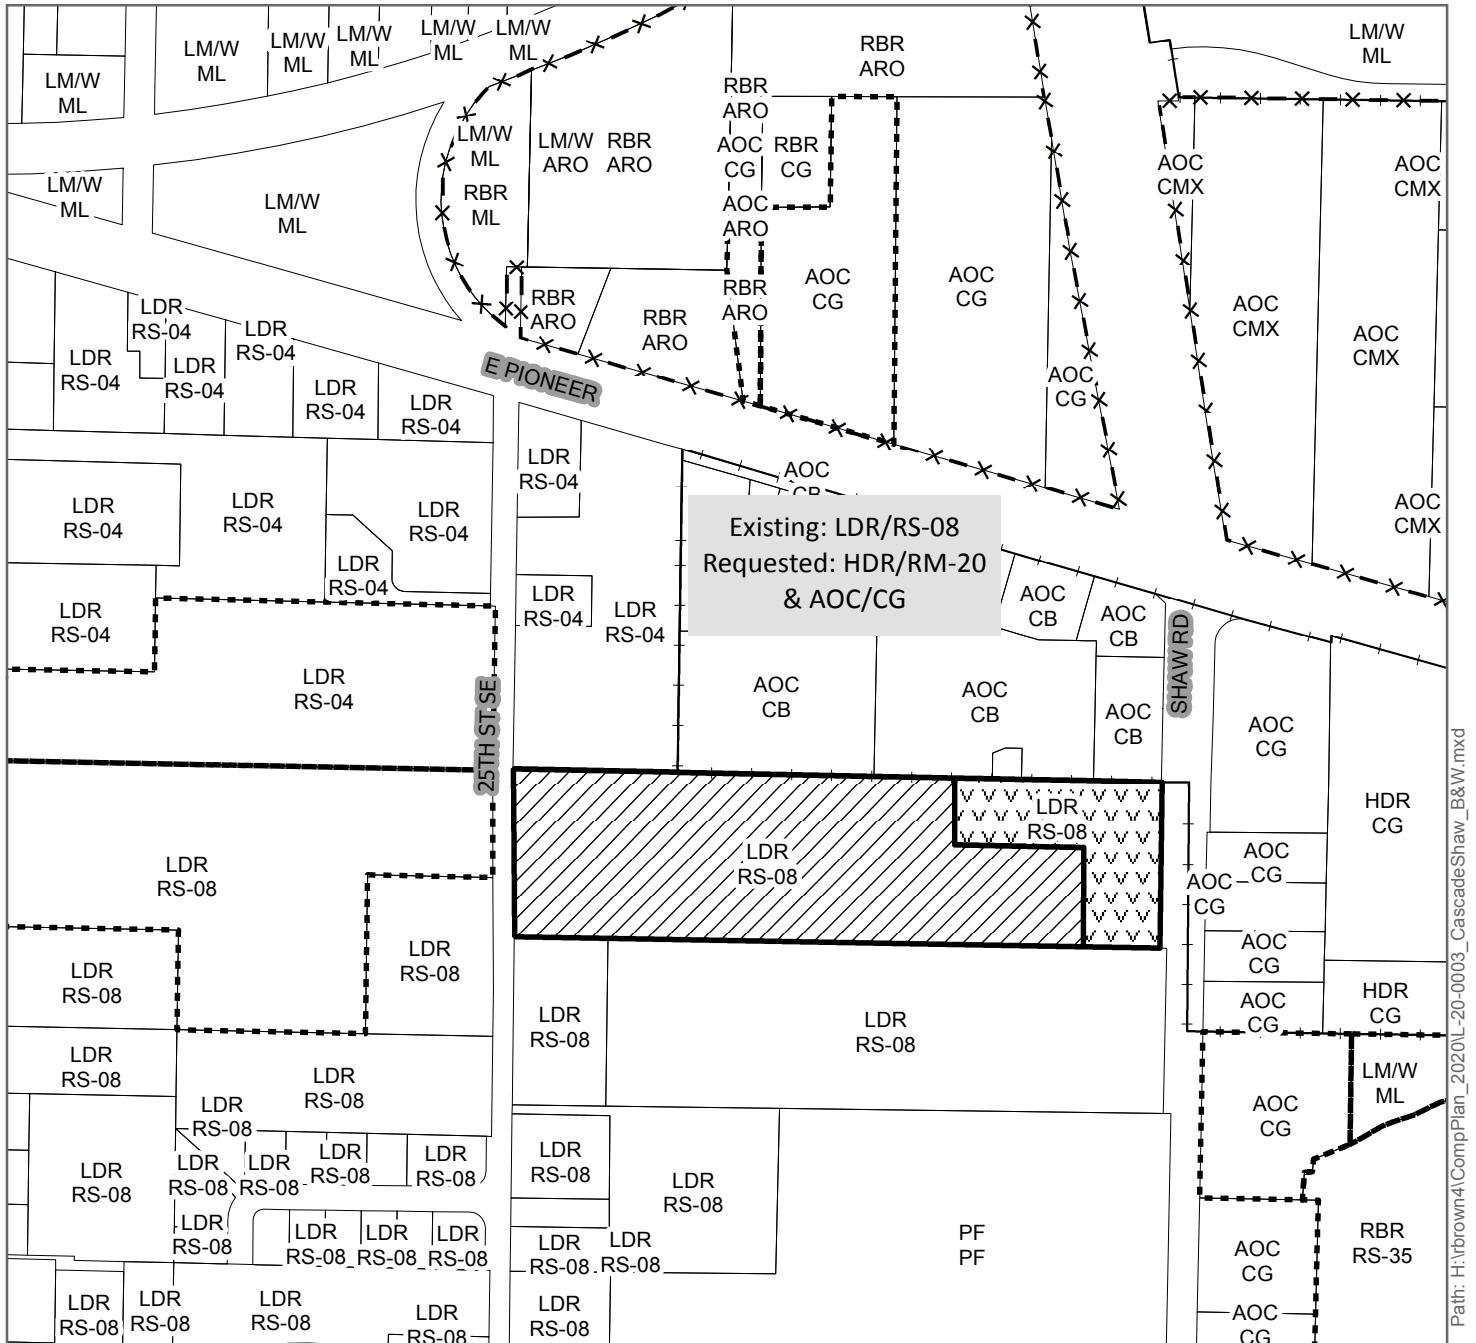 LM/W
ML
LM/W
ML
LM/W
ML
LM/W
ML
LM/W
ML
LM/W
ML
RBR
ARO
LM/W
ML
RBR
ARO
AOC
CG
AOC
ARO
RBR
ARO
RBR
CG
LM/W
ML
RBR
ML
LM/W
ARO
RBR
ARO
AOC
CMX
AOC
CMX
LM/W
ML
LM/W
ML
AOC
CG
AOC
CG
RBR
ARO
RBR
ARO
AOC
CMX
AOC
CMX
LDR
RS-04
LDR
RS-04
LDR
RS-04
LDR
RS-04
LDR
RS-04
LDR
RS-04
E PIONEER
AOC
CG
LDR
RS-04
AOC
CB
LDR
RS-04
LDR
RS-04
LDR
RS-04
LDR
RS-04
AOC
CMX
Existing: LDR/RS-08
Requested: HDR/RM-20
& AOC/CG
LDR
RS-04
LDR
RS-04
LDR
RS-04
AOC
CB
AOC
CB
SHAW RD
LDR
RS-04
25TH ST SE
AOC
CB
AOC
CB
AOC
CB
AOC
CG
HDR
CG
LDR
RS-08
LDR
RS-08
LDR
RS-08
AOC
CG
AOC
CG
LDR
RS-08
LDR
RS-08
AOC
CG
AOC
CG
HDR
CG
LDR
RS-08
LDR
RS-08
LDR
RS-08
LDR
RS-08
AOC
CG
LM/W
ML
LDR
RS-08
LDR
RS-08
LDR
RS-08
LDR
RS-08
LDR
RS-08
LDR
RS-08
LDR
RS-08
LDR
RS-08
LDR
RS-08
LDR
RS-08
LDR
RS-08
LDR
RS-08
LDR
RS-08
LDR
RS-08
LDR
RS-08
PF
PF
AOC
CG
RBR
RS-35
LDR
RS-08
LDR
RS-08
LDR
RS-08
LDR
RS-08
LDR
RS-08
AOC
CG
Path: H:\rbrown4\CompPlan_2020\L-20-0003_CascadeShaw_B&W.mxd